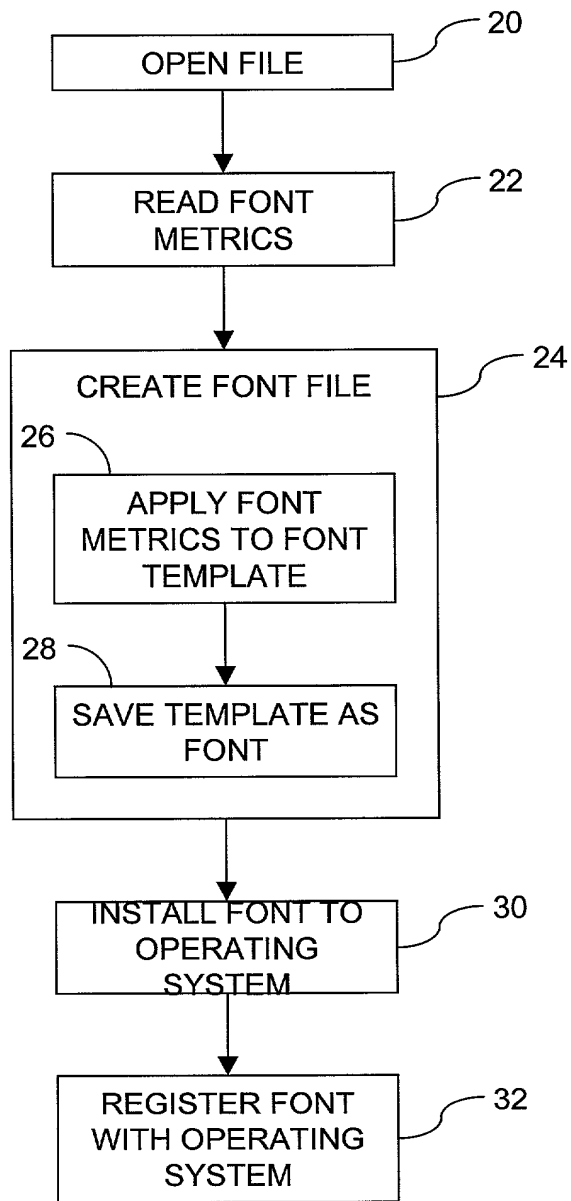 20
OPEN FILE
22
READ FONT
METRICS
24
CREATE FONT FILE
26
APPLY FONT
METRICS TO FONT
TEMPLATE
28
SAVE TEMPLATE AS
FONT
30
INSTALL FONT TO
OPERATING
SYSTEM
32
REGISTER FONT
WITH OPERATING
SYSTEM